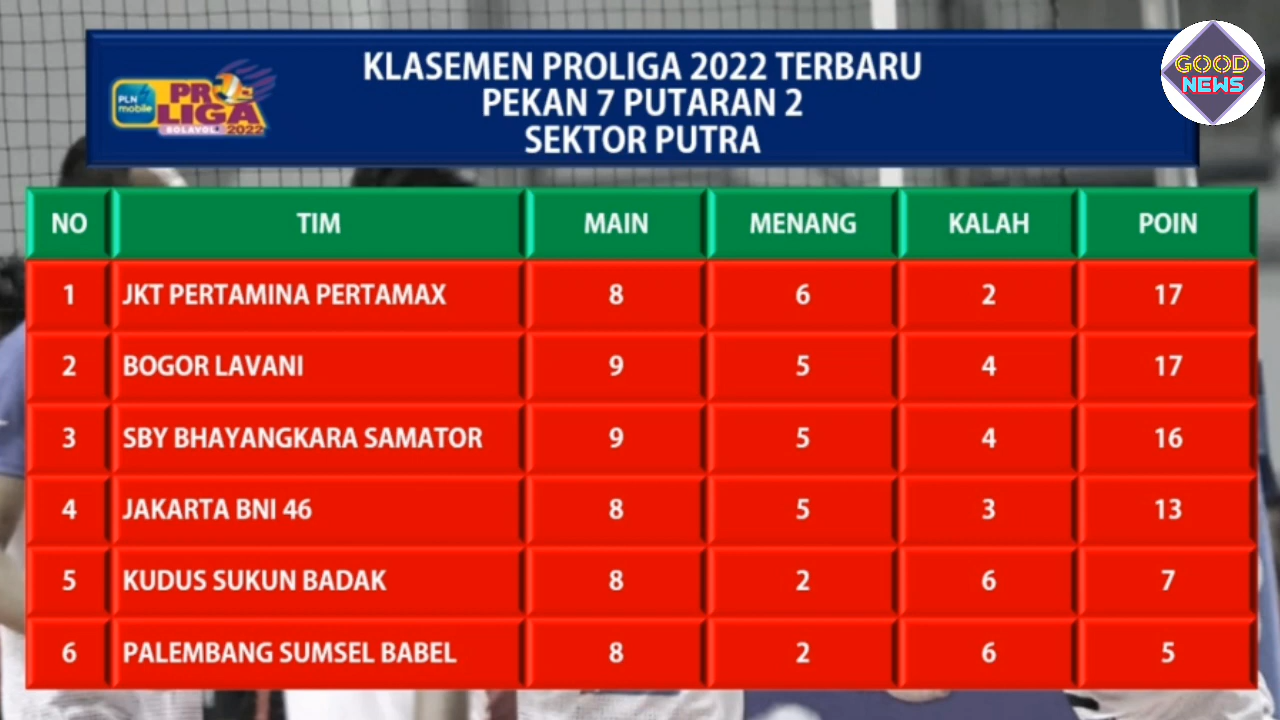 KLASEMEN PROLIGA 2022 TERBARU
PEKAN 7 PUTARAN 2
SEKTOR PUTRA
PLN
mobile
PROLIGA
BOLAVOLI
2022
GOOD
NEWS
NO TIM MAIN MENANG KALAH POIN
1 JKT PERTAMINA PERTAMAX 8 6 2 17
2 BOGOR LAVANI 9 5 4 17
3 SBY BHAYANGKARA SAMATOR 9 5 4 16
4 JAKARTA BNI 46 8 5 3 13
5 KUDUS SUKUN BADAK 8 2 6 7
6 PALEMBANG SUMSEL BABEL 8 2 6 5